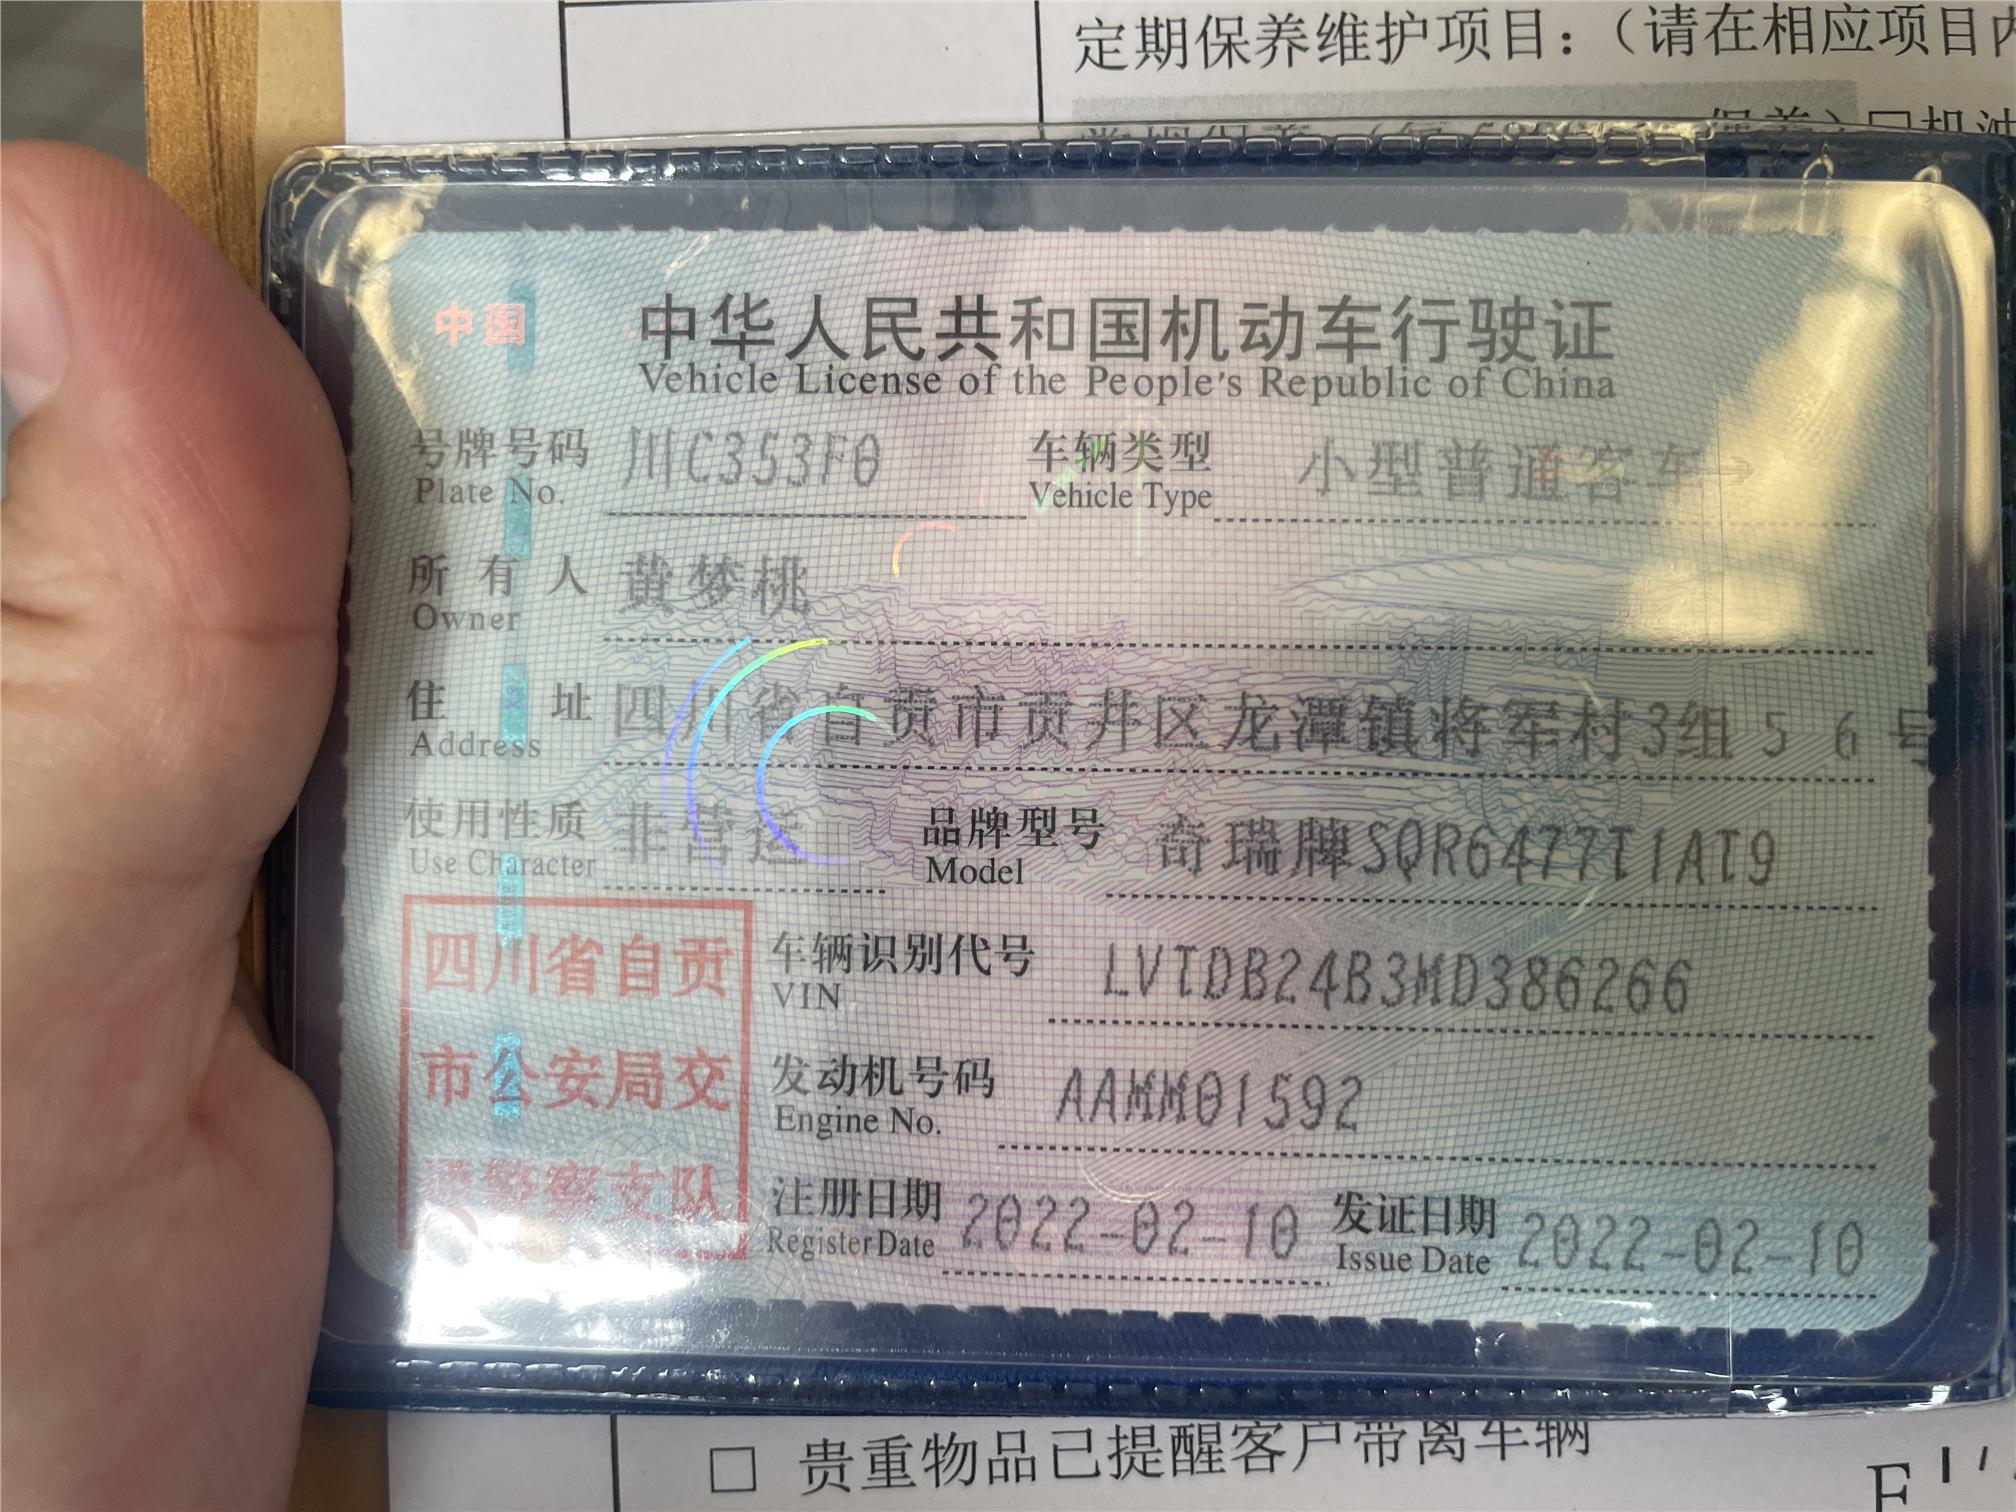 定期保养维护项目：（请在相应项目内
保养）□机油
中国
中华人民共和国机动车行驶证
Vehicle License of the People's Republic of China
号牌号码 川C353F0 车辆类型 小型普通客车
Plate No. Vehicle Type
所有人 黄梦桃
Owner
住址 四川省自贡市贡井区龙潭镇将军村3组56号
Address
使用性质 非营运 品牌型号 奇瑞牌SQR6477T1AT9
Use Character Model
四川省自贡
市公安局交
通警察支队
车辆识别代号 LVTDB24B3MD386266
VIN
发动机号码 AAMM01592
Engine No.
注册日期 2022-02-10 发证日期 2022-02-10
Register Date Issue Date
□ 贵重物品已提醒客户带离车辆